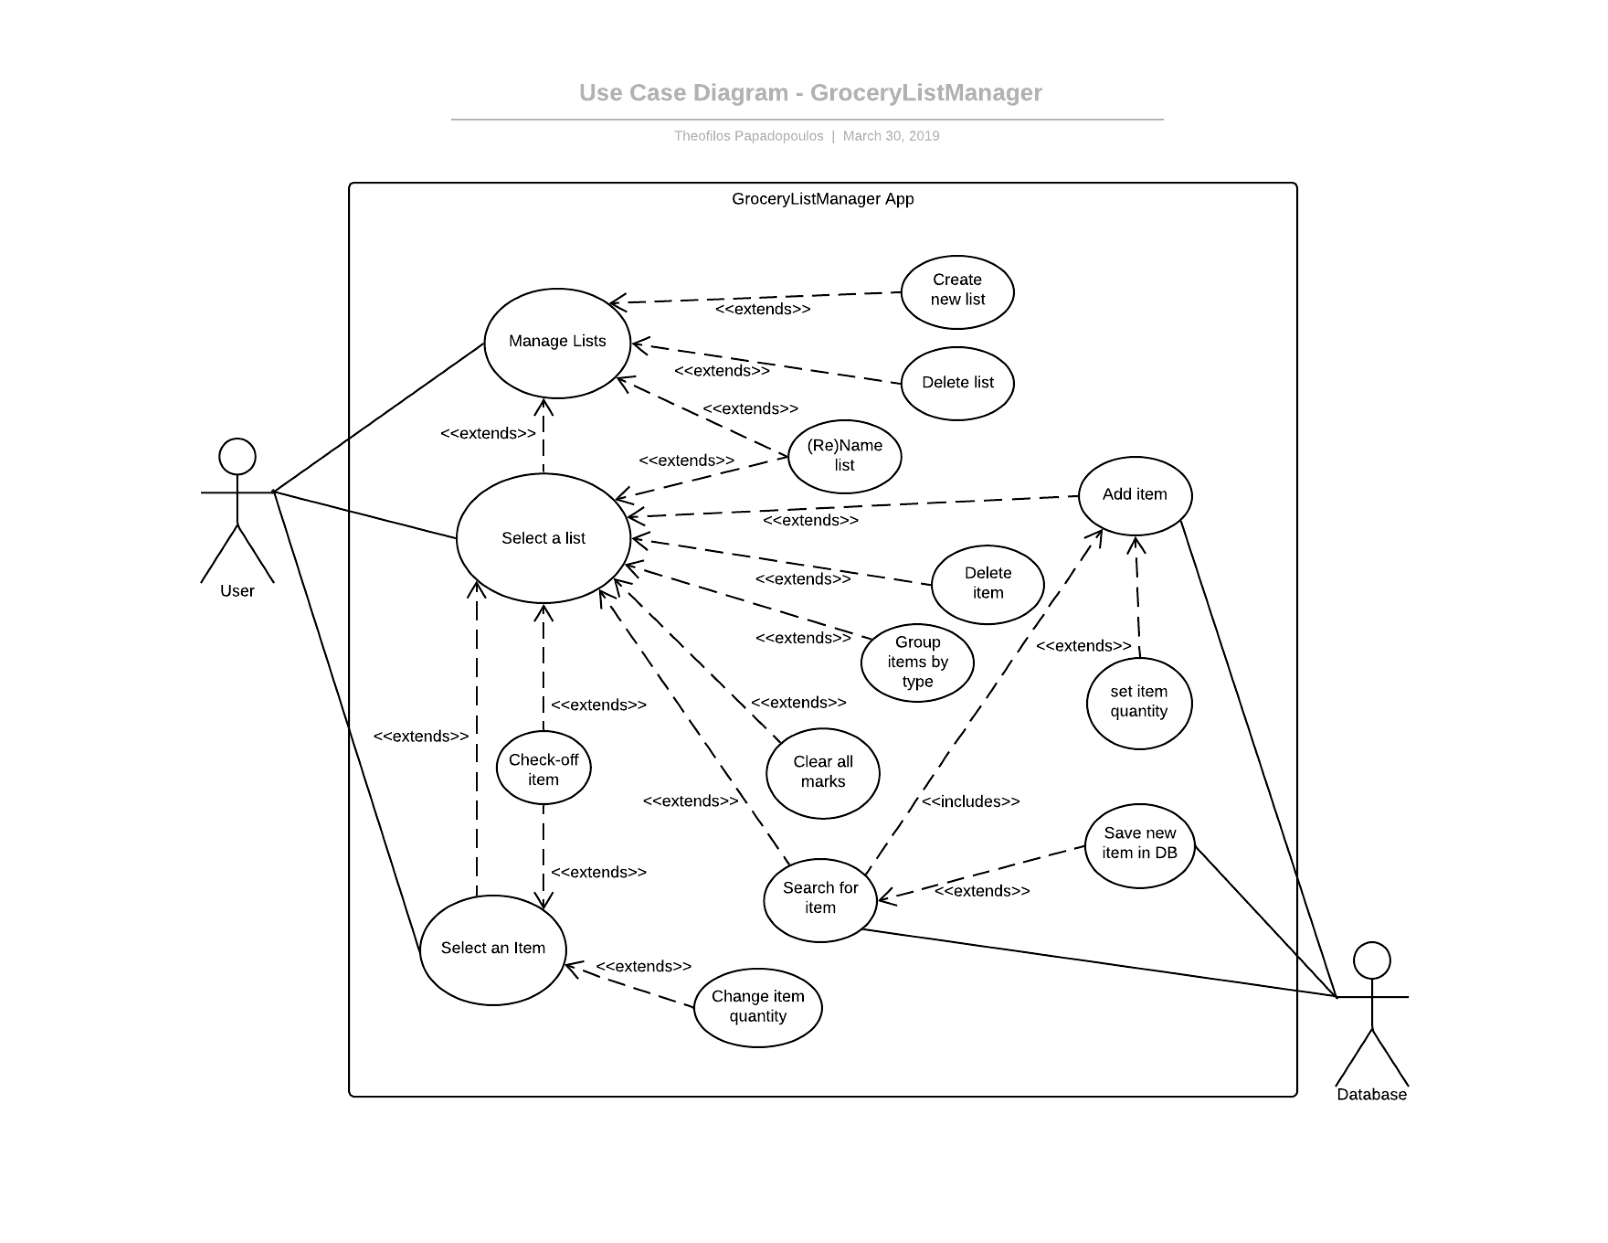 Use Case Diagram - GroceryListManager
Theofilos Papadopoulos | March 30, 2019
GroceryListManager App
Create
new list
<<extends>>
Manage Lists
<<extends>>
Delete list
<<extends>>
<<extends>>
(Re)Name
list
<<extends>>
Add item
<<extends>>
Select a list
Delete
item
<<extends>>
User
<<extends>>
Group
items by
type
<<extends>>
set item
quantity
<<extends>>
<<extends>>
<<extends>>
Check-off
item
Clear all
marks
<<extends>>
<<includes>>
Save new
item in DB
<<extends>>
<<extends>>
Search for
item
Select an Item
<<extends>>
Change item
quantity
Database